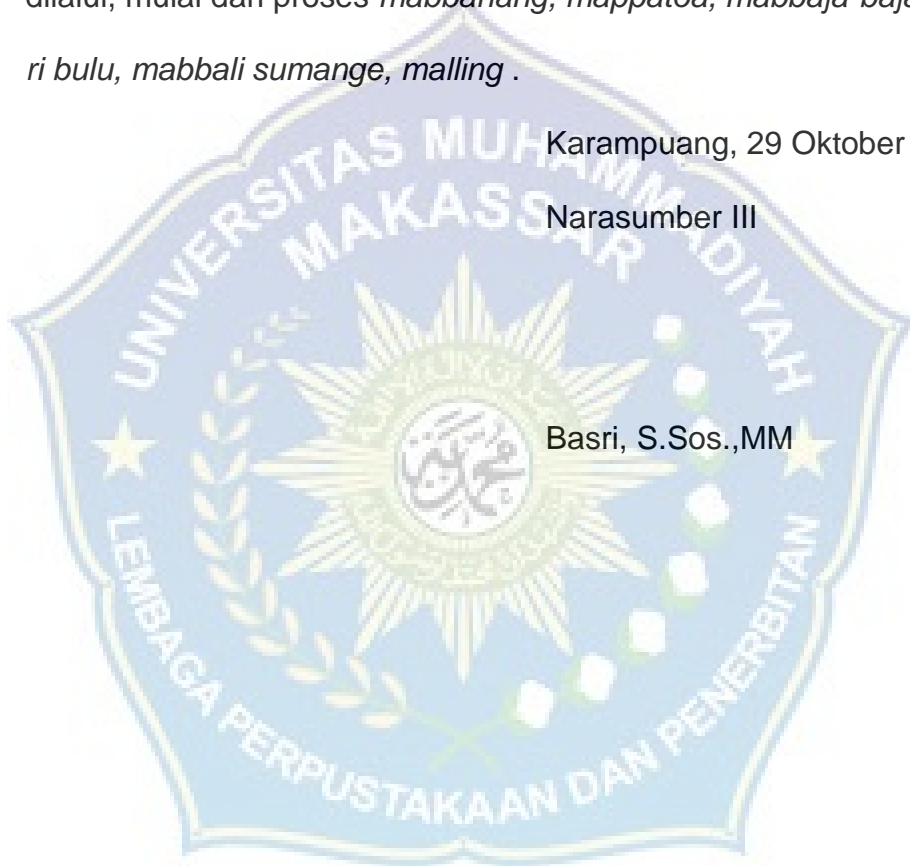 dilalui, mulai dari proses mabbahang, mappatoa, mabbaja-baja
ri bulu, mabbali sumange, malling .
Karampuang, 29 Oktober
Narasumber III
UNIVERSITAS MUHAMMADIYAH
MAKASSAR
Basri, S.Sos.,MM
LEMBAGA PERPUSTAKAAN DAN PENERBITAN